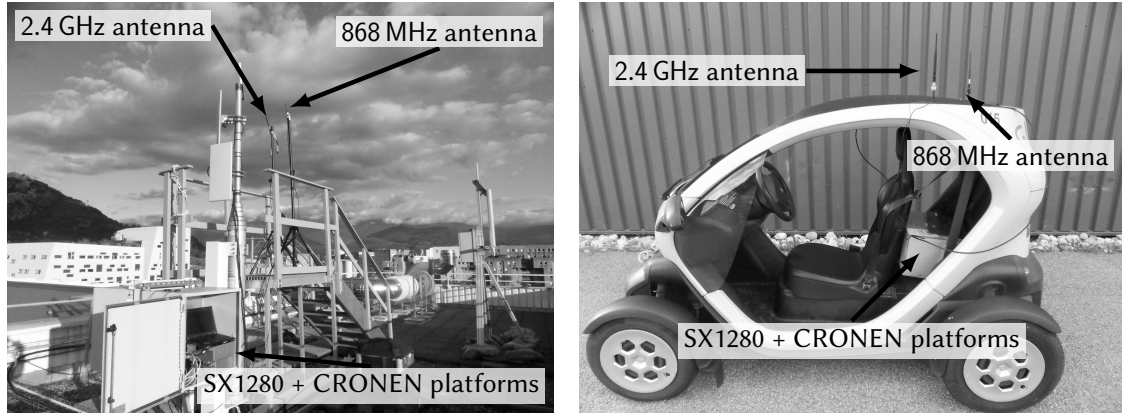 2.4 GHz antenna
868 MHz antenna
SX1280 + CRONEN platforms
2.4 GHz antenna
868 MHz antenna
SX1280 + CRONEN platforms